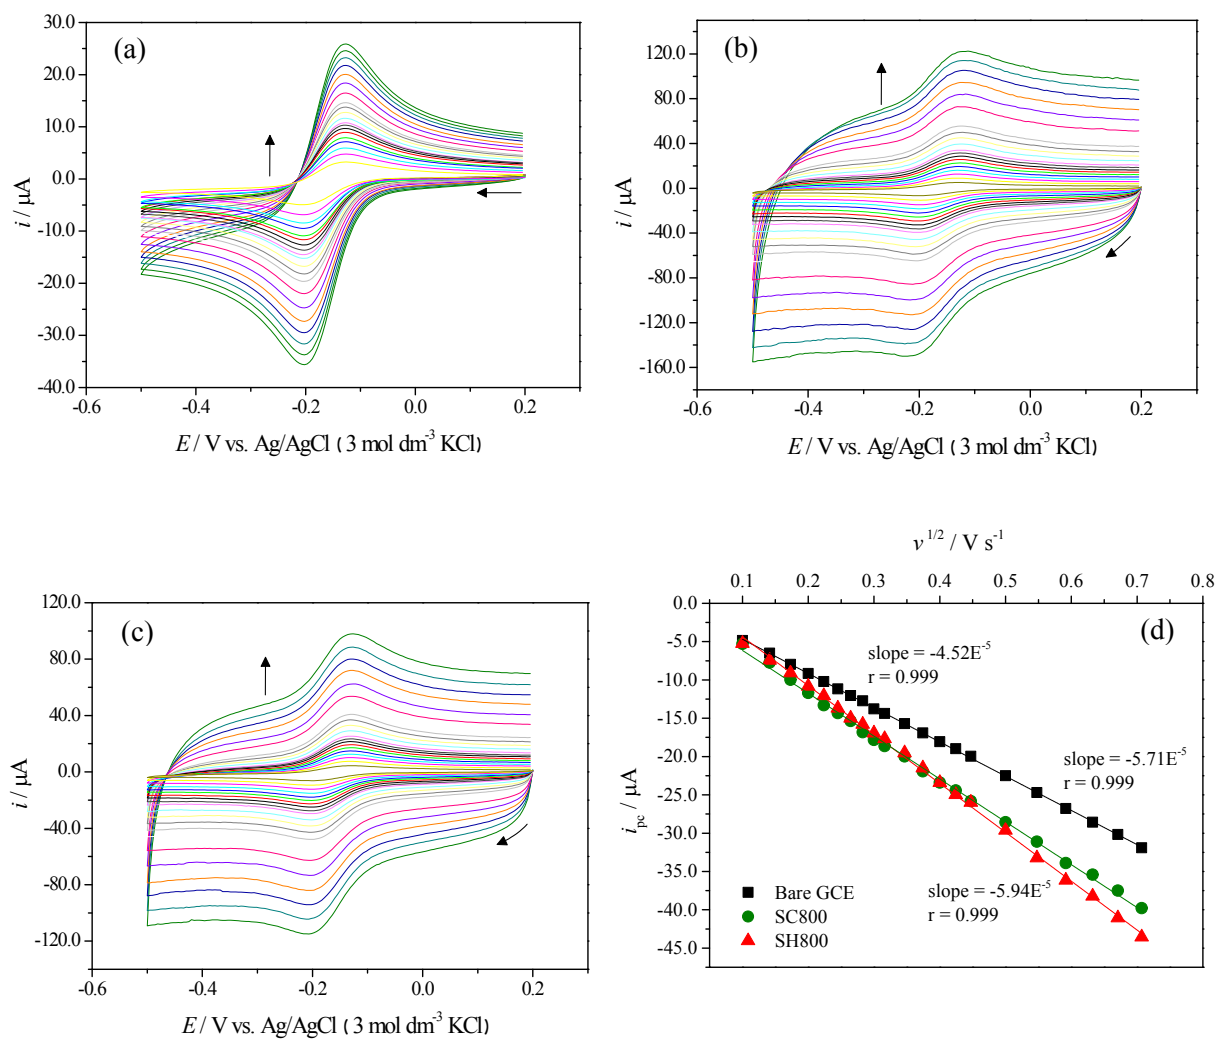 (a)
30.0
20.0
10.0
0.0
-10.0
-20.0
-30.0
-40.0
i / µA
-0.6 -0.4 -0.2 0.0 0.2
E / V vs. Ag/AgCl (3 mol dm⁻³ KCl)
(b)
120.0
80.0
40.0
0.0
-40.0
-80.0
-120.0
-160.0
i / µA
-0.6 -0.4 -0.2 0.0 0.2
E / V vs. Ag/AgCl (3 mol dm⁻³ KCl)
(c)
120.0
80.0
40.0
0.0
-40.0
-80.0
-120.0
i / µA
-0.6 -0.4 -0.2 0.0 0.2
E / V vs. Ag/AgCl (3 mol dm⁻³ KCl)
ν ^1/2 / V s⁻¹
0.1 0.2 0.3 0.4 0.5 0.6 0.7 0.8
(d)
0.0
-5.0
-10.0
-15.0
-20.0
-25.0
-30.0
-35.0
-40.0
-45.0
i_pc / µA
slope = -4.52E⁻⁵
r = 0.999
slope = -5.71E⁻⁵
r = 0.999
slope = -5.94E⁻⁵
r = 0.999
Bare GCE
SC800
SH800